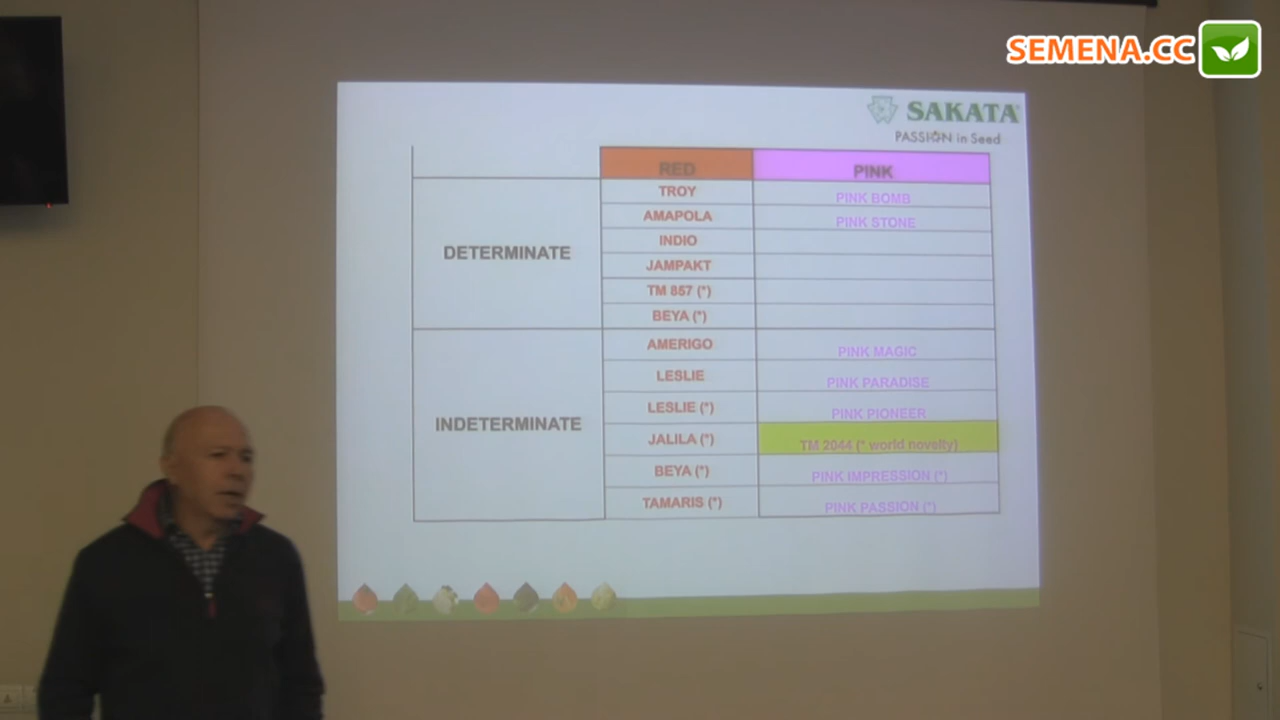 SEMENA.CC
SAKATA
PASSION in Seed
RED PINK
DETERMINATE
TROY PINK BOMB
AMAPOLA PINK STONE
INDIO
JAMPAKT
TM 857 (*)
BEYA (*)
INDETERMINATE
AMERIGO PINK MAGIC
LESLIE PINK PARADISE
LESLIE (*) PINK PIONEER
JALILA (*) TM 2044 (* world novelty)
BEYA (*) PINK IMPRESSION (*)
TAMARIS (*) PINK PASSION (*)